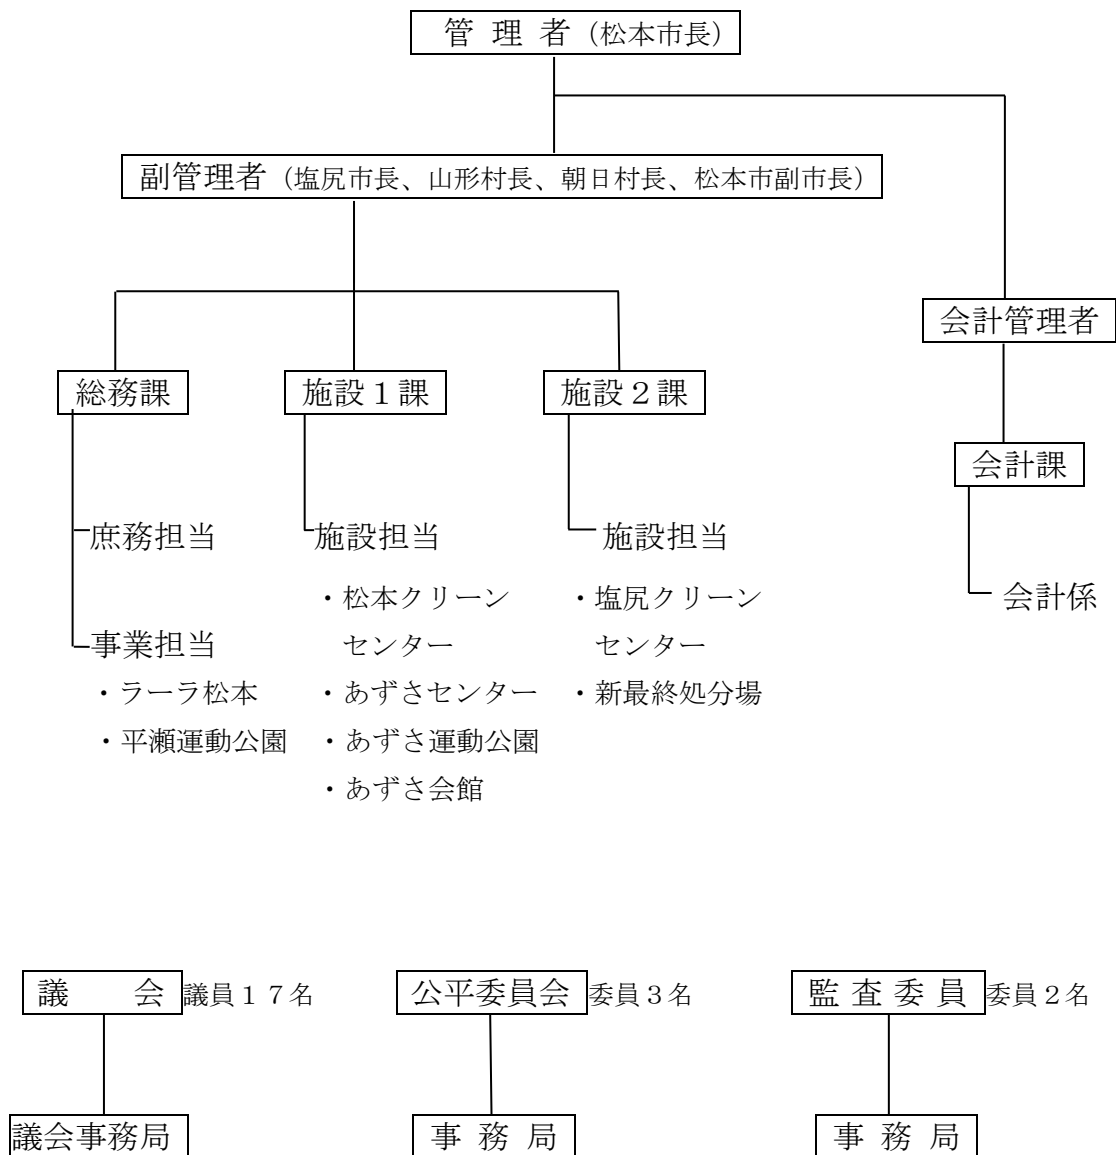 管 理 者（松本市長）
副管理者（塩尻市長、山形村長、朝日村長、松本市副市長）
会計管理者
総務課
施設１課
施設２課
会計課
庶務担当
施設担当
施設担当
会計係
・松本クリーン
センター
・塩尻クリーン
センター
事業担当
・ラーラ松本
・あずさセンター
・新最終処分場
・平瀬運動公園
・あずさ運動公園
・あずさ会館
議　　会 議員１７名
公平委員会 委員３名
監 査 委 員 委員２名
議会事務局
事 務 局
事 務 局